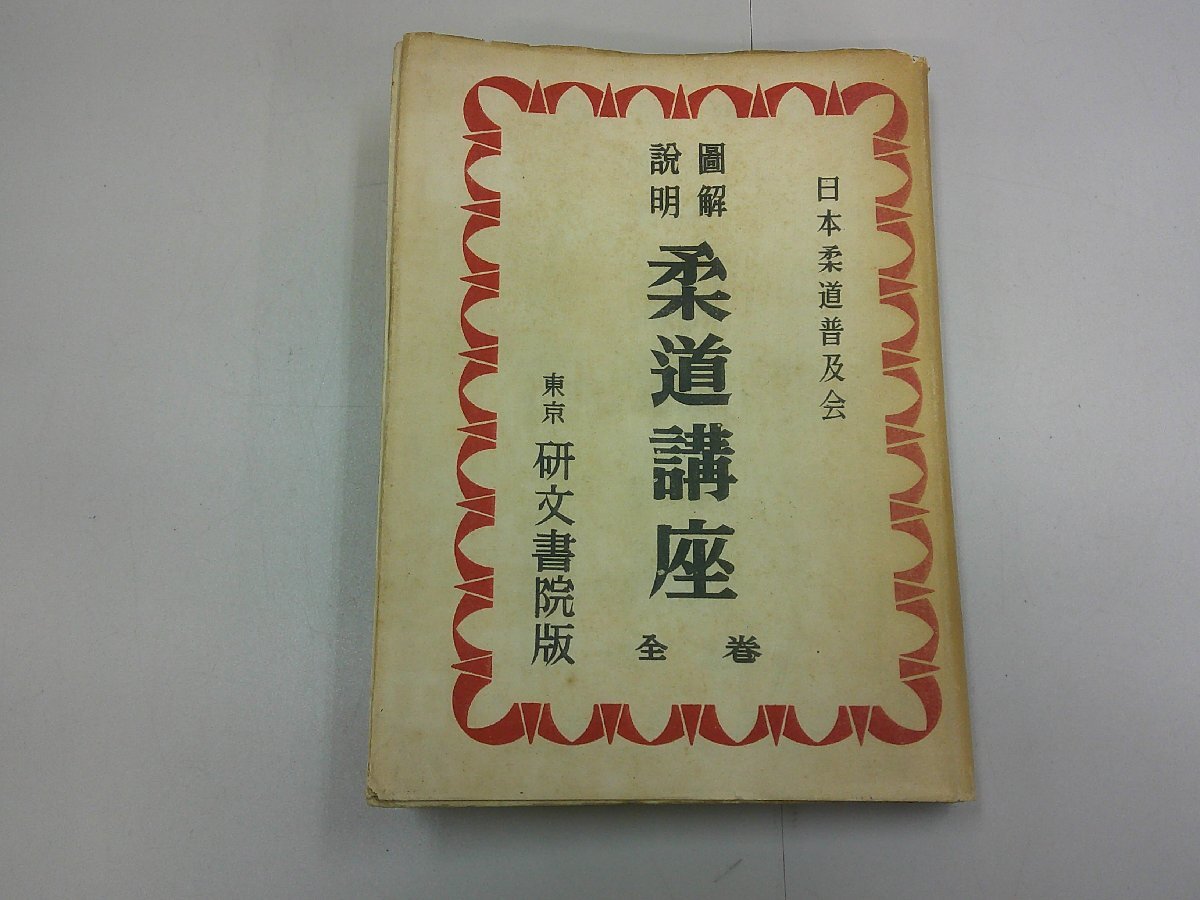 日本柔道普及会
圖解
説明
柔道講座
全巻
東京 研文書院版